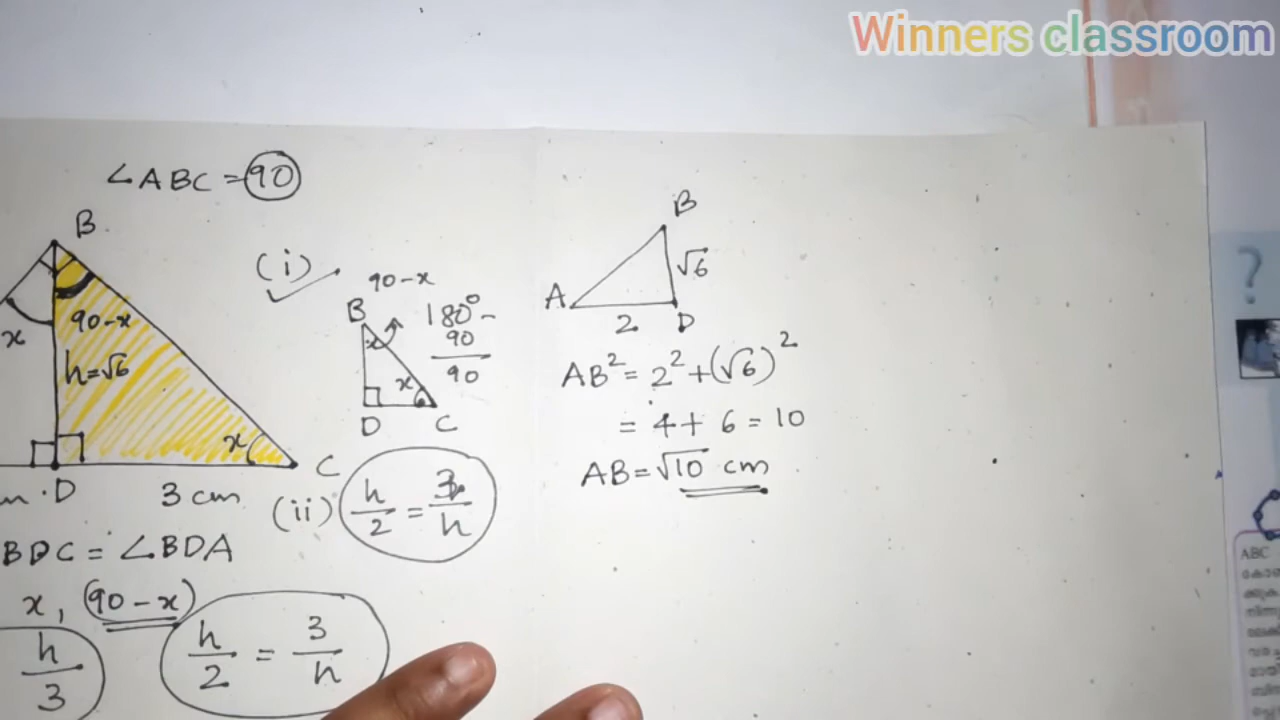 Winners classroom
∠ABC = 90
B
x
90-x
h=√6
x
C
D
3 cm
BDC = ∠BDA
x, (90-x)
h/3
h/2 = 3/h
(i)
90-x
B
x
180° -
90
90
x
D
C
(ii) h/2 = 3/h
B
√6
A
2
D
AB² = 2² + (√6)²
= 4 + 6 = 10
AB = √10 cm
?
ABC